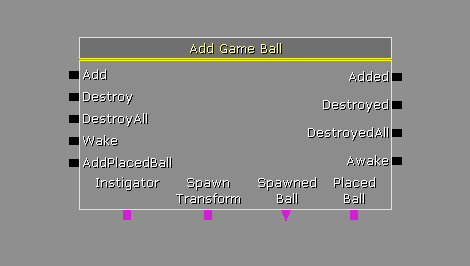 Add Game Ball
Add
Destroy
DestroyAll
Wake
AddPlacedBall
Added
Destroyed
DestroyedAll
Awake
Instigator
Spawn
Transform
Spawned
Ball
Placed
Ball